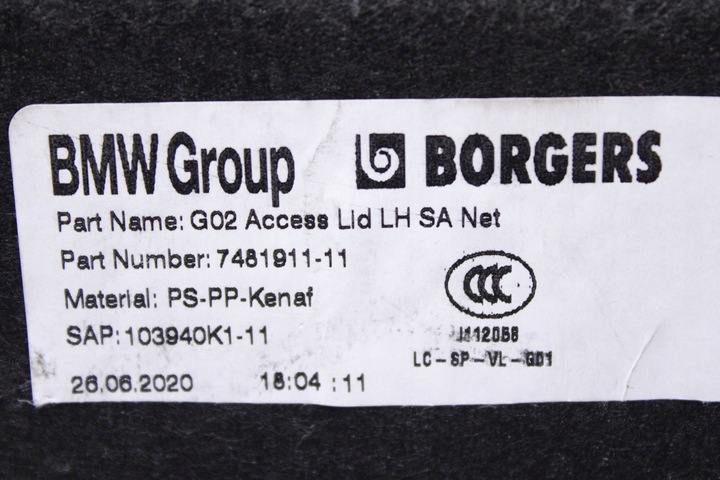 BMW Group BORGERS
Part Name: G02 Access Lid LH SA Net
Part Number: 7481911-11
Material: PS-PP-Kenaf
CCC
SAP: 103940K1-11
J112058
LC-SP-VL-G01
26.06.2020 18:04 :11